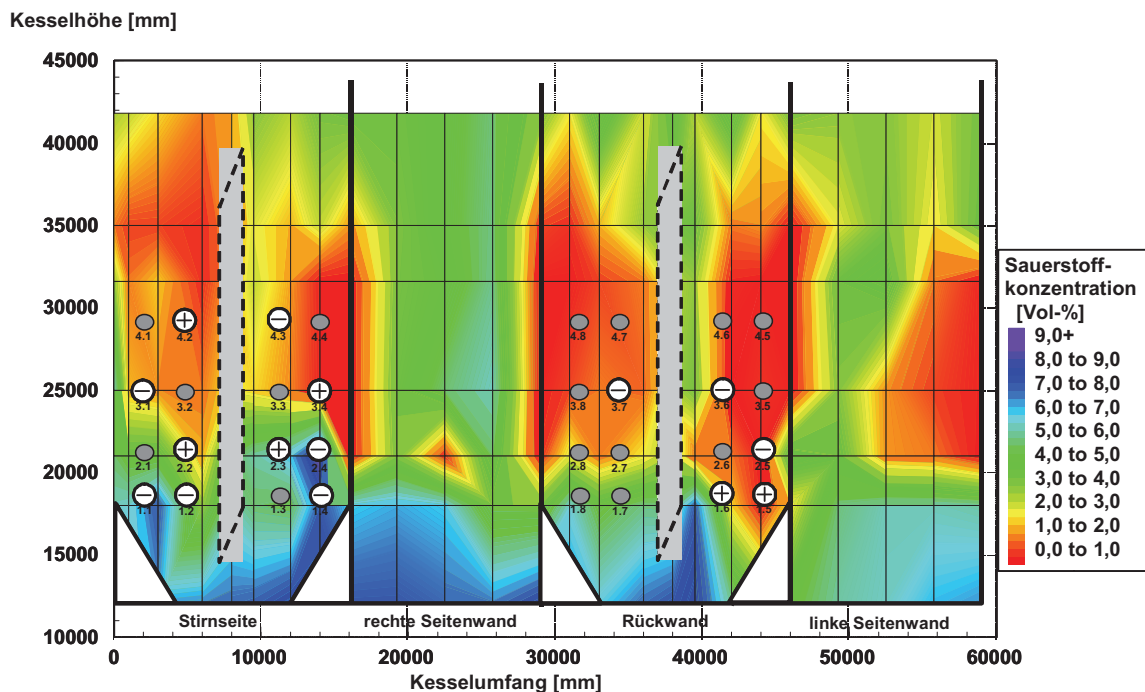 Kesselhöhe [mm]
45000
40000
35000
30000
25000
20000
15000
10000
4.1
4.2
4.3
4.4
4.8
4.7
4.6
4.5
3.1
3.2
3.3
3.4
3.8
3.7
3.6
3.5
2.1
2.2
2.3
2.4
2.8
2.7
2.6
2.5
1.1
1.2
1.3
1.4
1.8
1.7
1.6
1.5
Stirnseite
rechte Seitenwand
Rückwand
linke Seitenwand
0
10000
20000
30000
40000
50000
60000
Kesselumfang [mm]
Sauerstoff-
konzentration
[Vol-%]
9,0+
8,0 to 9,0
7,0 to 8,0
6,0 to 7,0
5,0 to 6,0
4,0 to 5,0
3,0 to 4,0
2,0 to 3,0
1,0 to 2,0
0,0 to 1,0